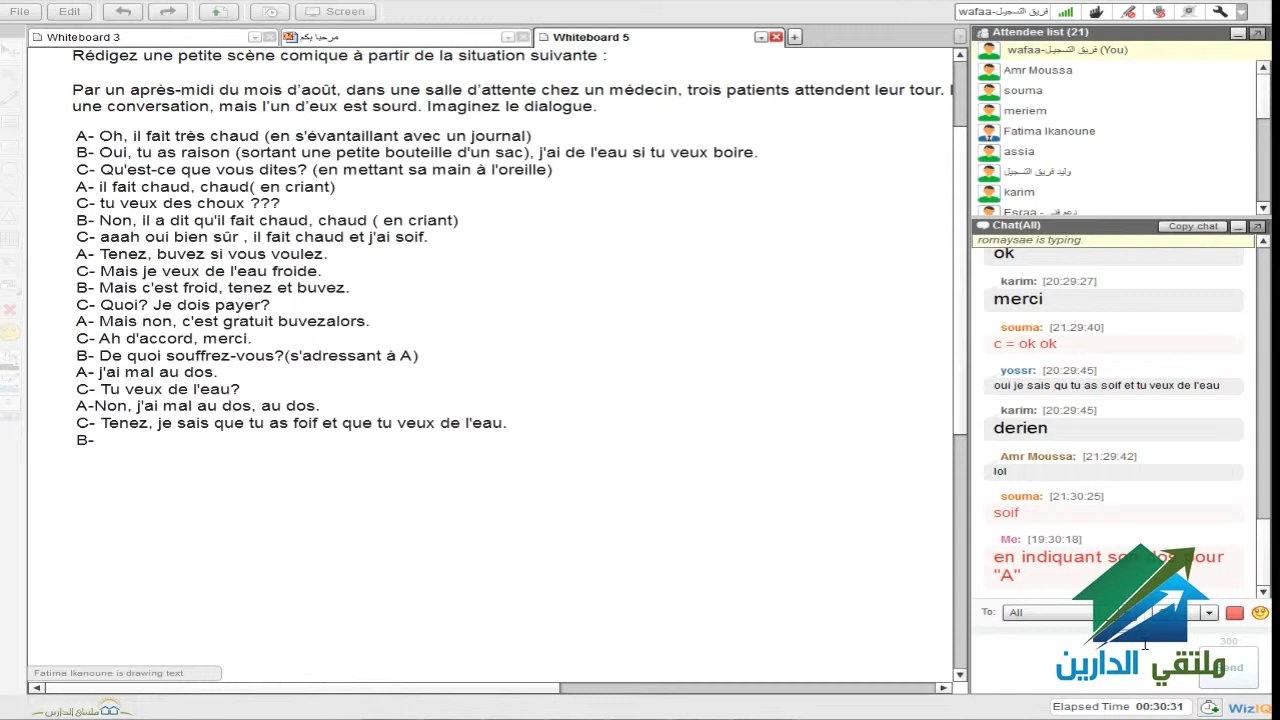 File
Edit
Screen
wafaa-فريق التسجيل
Whiteboard 3
مرحبا بكم
Whiteboard 5
Rédigez une petite scène comique à partir de la situation suivante :
Par un après-midi du mois d'août, dans une salle d'attente chez un médecin, trois patients attendent leur tour.
une conversation, mais l'un d'eux est sourd. Imaginez le dialogue.
A- Oh, il fait très chaud (en s'évantaillant avec un journal)
B- Oui, tu as raison (sortant une petite bouteille d'un sac), j'ai de l'eau si tu veux boire.
C- Qu'est-ce que vous dites? (en mettant sa main à l'oreille)
A- il fait chaud, chaud( en criant)
C- tu veux des choux ???
B- Non, il a dit qu'il fait chaud, chaud ( en criant)
C- aaah oui bien sûr , il fait chaud et j'ai soif.
A- Tenez, buvez si vous voulez.
C- Mais je veux de l'eau froide.
B- Mais c'est froid, tenez et buvez.
C- Quoi? Je dois payer?
A- Mais non, c'est gratuit buvezalors.
C- Ah d'accord, merci.
B- De quoi souffrez-vous?(s'adressant à A)
A- j'ai mal au dos.
C- Tu veux de l'eau?
A-Non, j'ai mal au dos, au dos.
C- Tenez, je sais que tu as foif et que tu veux de l'eau.
B-
Fatima Ikanoune is drawing text
Attendee list (21)
wafaa-فريق التسجيل (You)
Amr Moussa
souma
meriem
Fatima Ikanoune
assia
وليد فريق التسجيل
karim
Esraa - دعم فني
Chat(All)
Copy chat
romaysae is typing.
ok
karim: [20:29:27]
merci
souma: [21:29:40]
c = ok ok
yossr: [20:29:45]
oui je sais qu tu as soif et tu veux de l'eau
karim: [20:29:45]
derien
Amr Moussa: [21:29:42]
lol
souma: [21:30:25]
soif
Me: [19:30:18]
en indiquant son dos pour
"A"
To: All
300
ملتقي الدارين
Elapsed Time 00:30:31
WizIQ
ملتقى الدارين